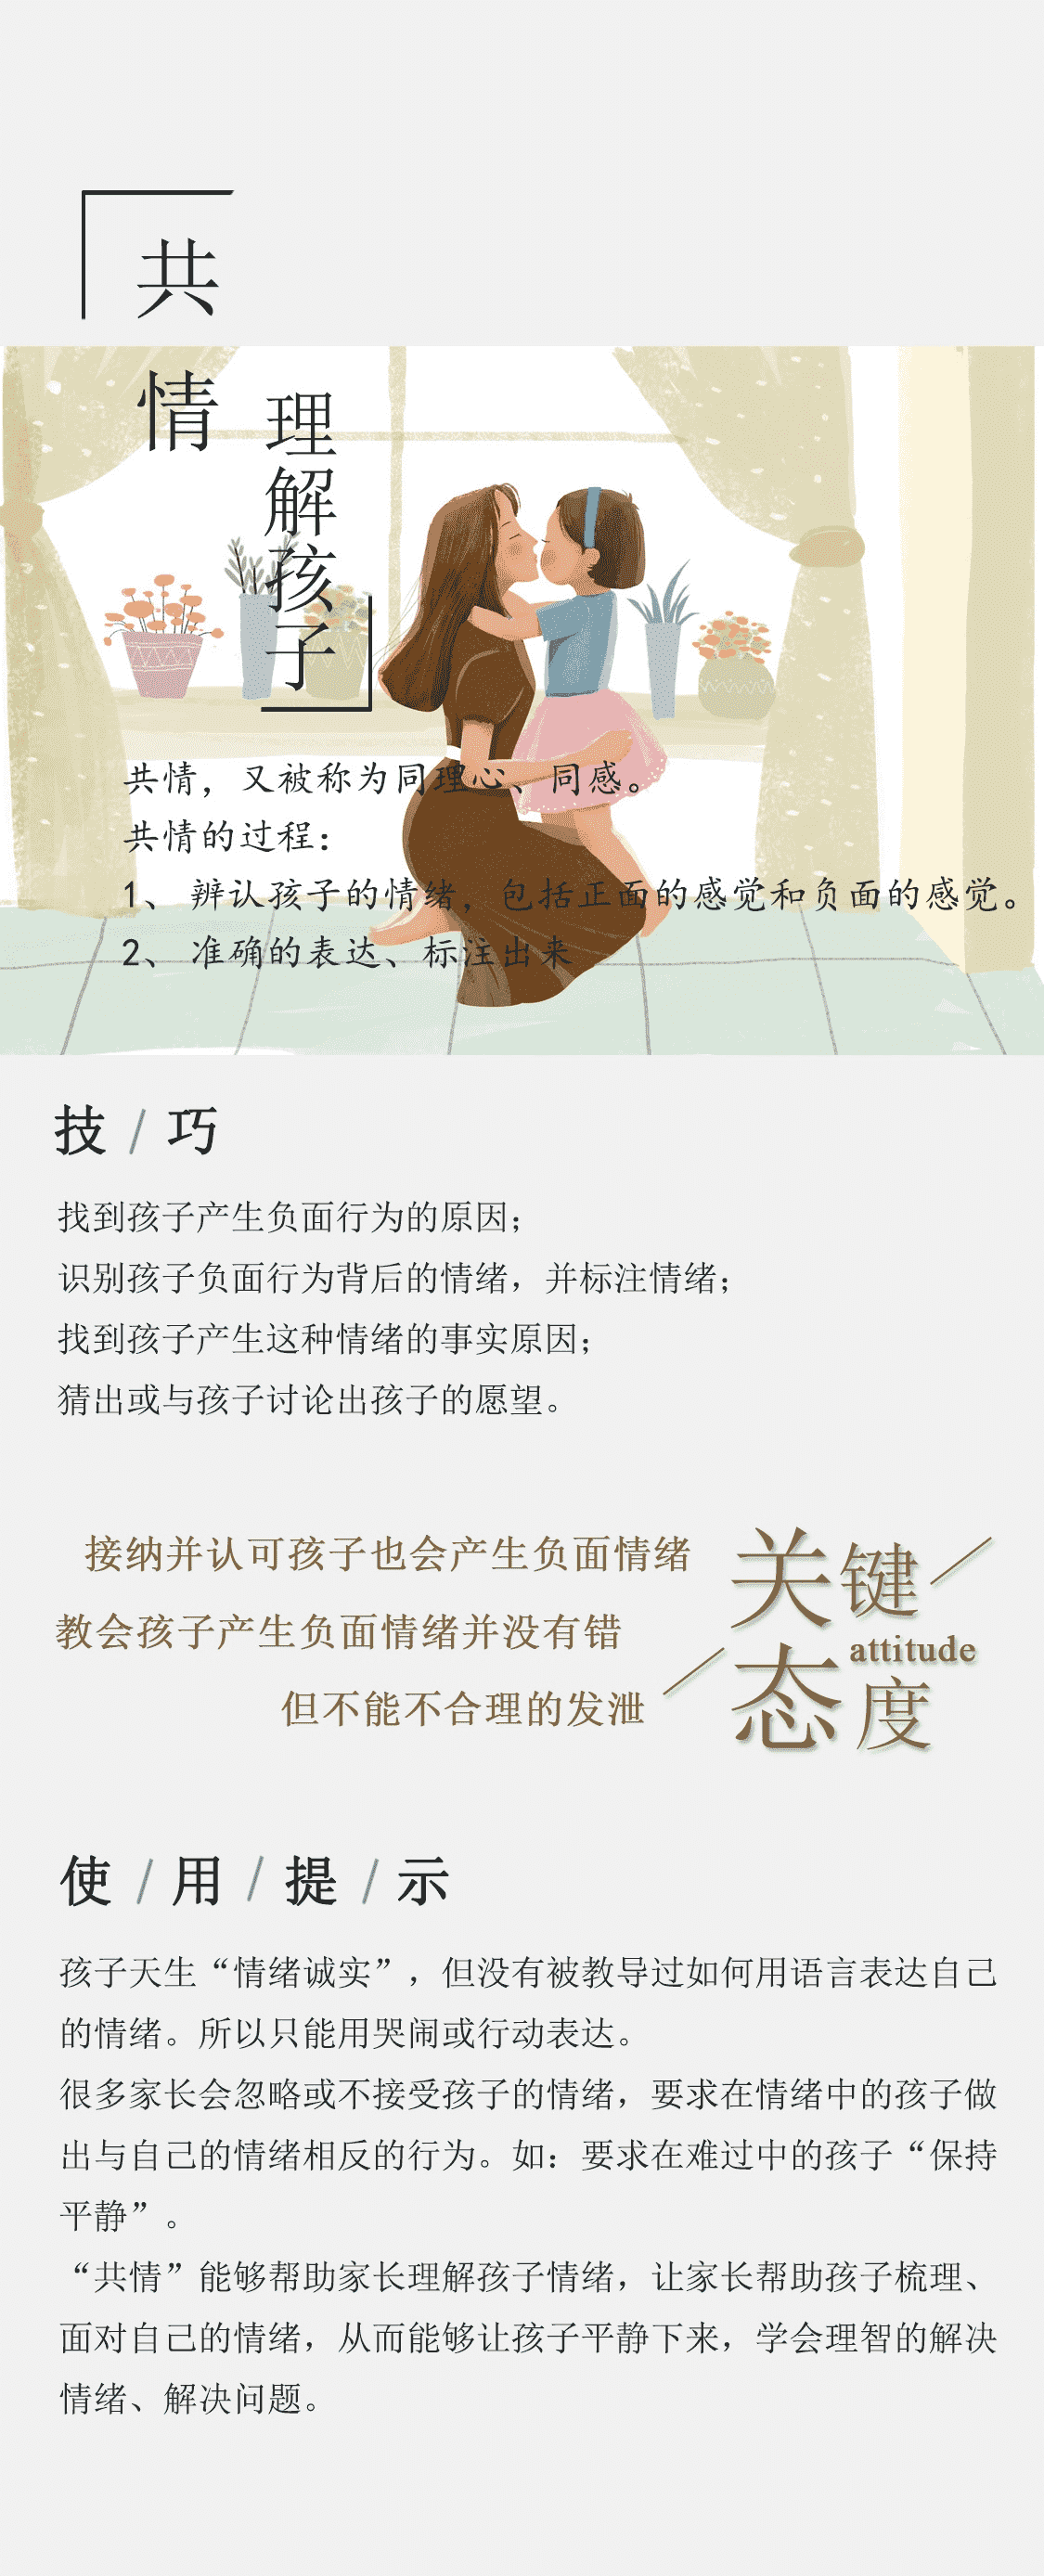 共情
理解孩子
共情，又被称为同理心、同感。
共情的过程：
1、 辨认孩子的情绪，包括正面的感觉和负面的感觉。
2、 准确的表达、标注出来
技/巧
找到孩子产生负面行为的原因；
识别孩子负面行为背后的情绪，并标注情绪；
找到孩子产生这种情绪的事实原因；
猜出或与孩子讨论出孩子的愿望。
关键
attitude
态度
接纳并认可孩子也会产生负面情绪
教会孩子产生负面情绪并没有错
但不能不合理的发泄
使/用/提/示
孩子天生“情绪诚实”，但没有被教导过如何用语言表达自己
的情绪。所以只能用哭闹或行动表达。
很多家长会忽略或不接受孩子的情绪，要求在情绪中的孩子做
出与自己的情绪相反的行为。如：要求在难过中的孩子“保持
平静”。
“共情”能够帮助家长理解孩子情绪，让家长帮助孩子梳理、
面对自己的情绪，从而能够让孩子平静下来，学会理智的解决
情绪、解决问题。